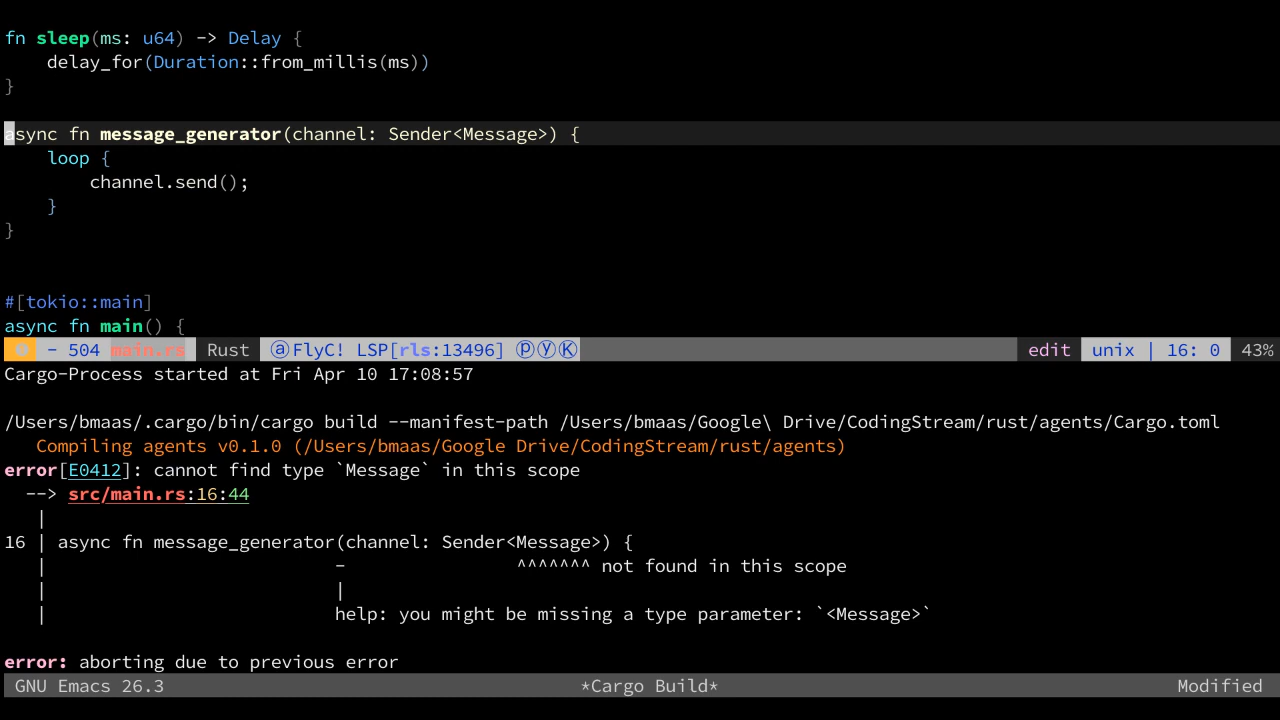 fn sleep(ms: u64) -> Delay {
    delay_for(Duration::from_millis(ms))
}
async fn message_generator(channel: Sender<Message>) {
    loop {
        channel.send();
    }
}
#[tokio::main]
async fn main() {
- 504 main.rs Rust ⓐFlyC! LSP[rls:13496] ⓟⓨⓀ edit unix | 16: 0 43%
Cargo-Process started at Fri Apr 10 17:08:57
/Users/bmaas/.cargo/bin/cargo build --manifest-path /Users/bmaas/Google\ Drive/CodingStream/rust/agents/Cargo.toml
   Compiling agents v0.1.0 (/Users/bmaas/Google Drive/CodingStream/rust/agents)
error[E0412]: cannot find type `Message` in this scope
  --> src/main.rs:16:44
   |
16 | async fn message_generator(channel: Sender<Message>) {
   |                           -                ^^^^^^^ not found in this scope
   |                           |
   |                           help: you might be missing a type parameter: `<Message>`
error: aborting due to previous error
GNU Emacs 26.3 *Cargo Build* Modified